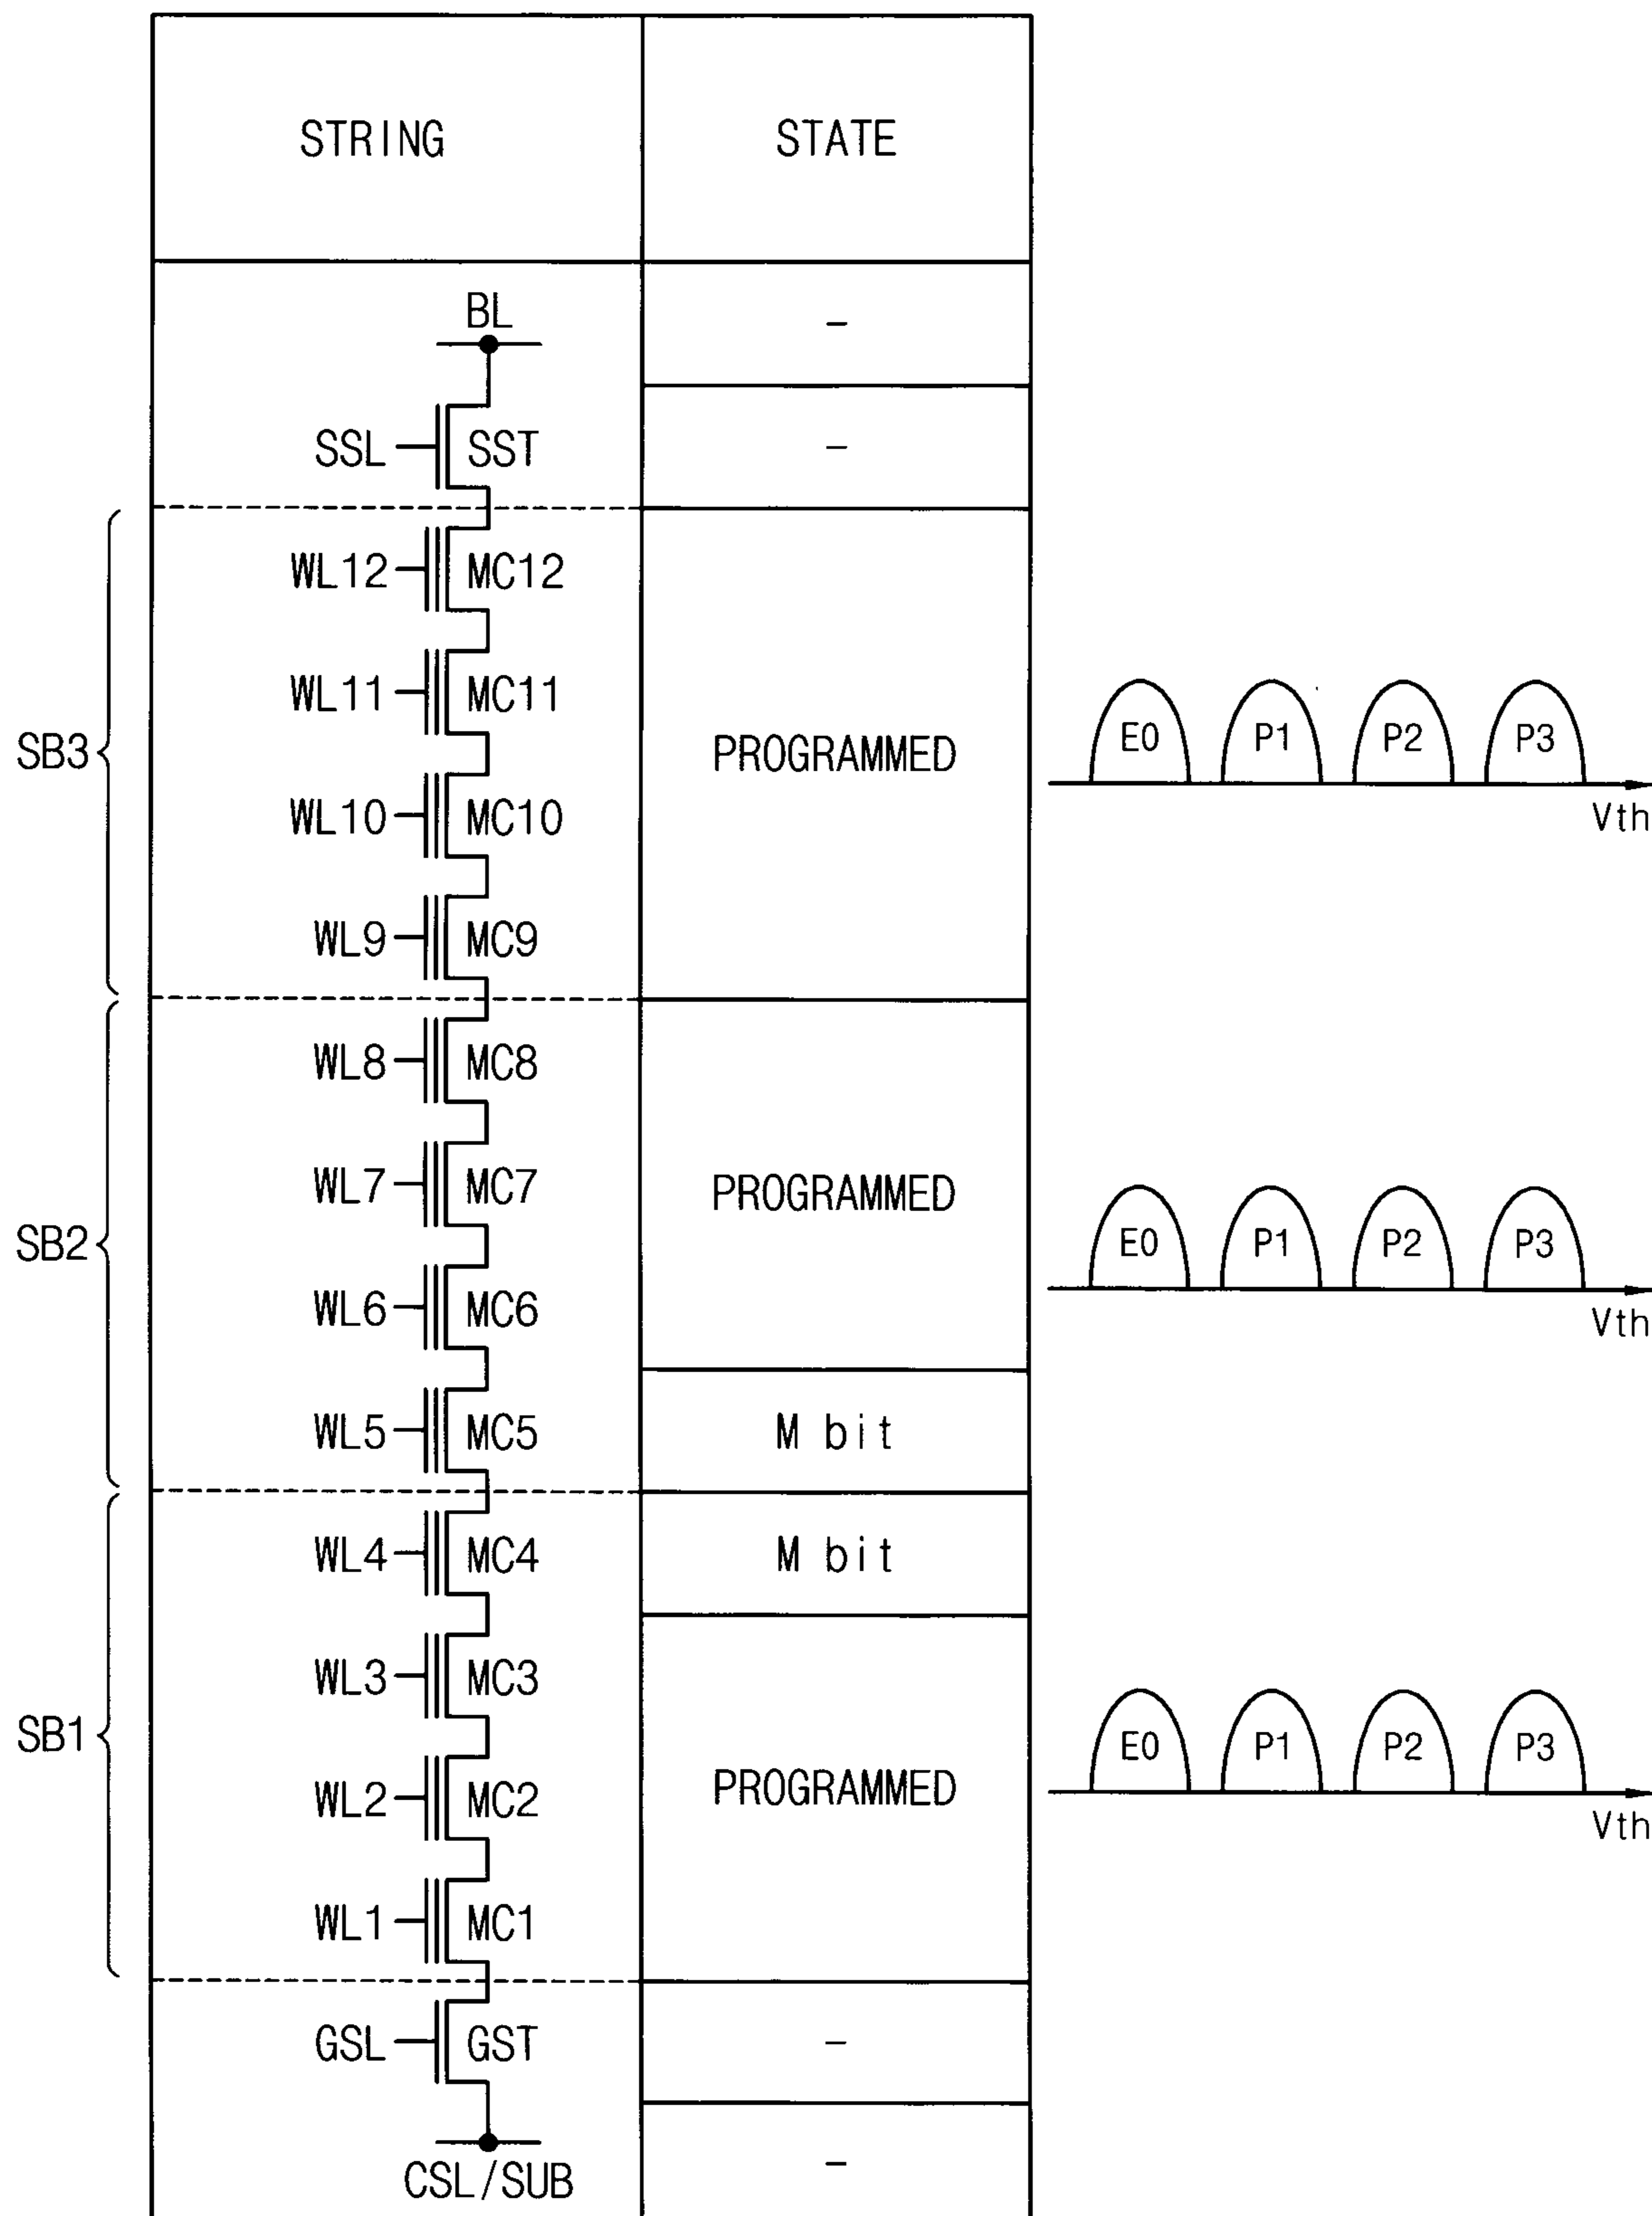 STRING STATE
BL -
SSL SST -
WL12 MC12
WL11 MC11
SB3 WL10 MC10 PROGRAMMED E0 P1 P2 P3
Vth
WL9 MC9
WL8 MC8
WL7 MC7 PROGRAMMED
SB2 E0 P1 P2 P3
WL6 MC6 Vth
WL5 MC5 M bit
WL4 MC4 M bit
WL3 MC3
SB1 E0 P1 P2 P3
WL2 MC2 PROGRAMMED
Vth
WL1 MC1
GSL GST -
CSL/SUB -